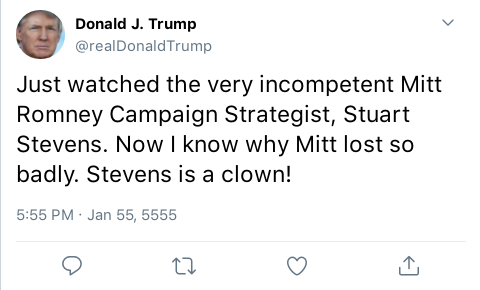 Donald J. Trump
@realDonaldTrump
Just watched the very incompetent Mitt
Romney Campaign Strategist, Stuart
Stevens. Now I know why Mitt lost so
badly. Stevens is a clown!
5:55 PM · Jan 55, 5555